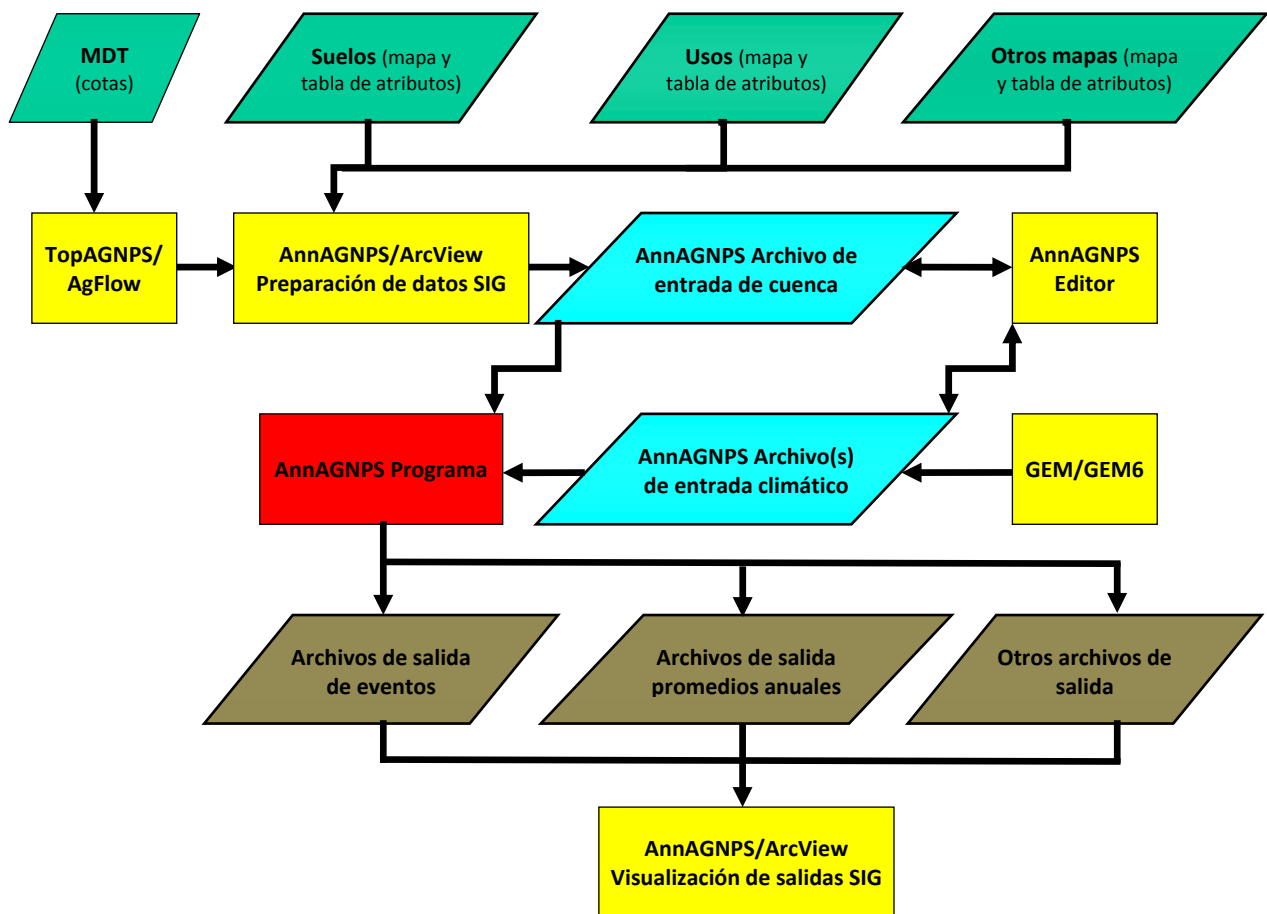 MDT
(cotas)
Suelos (mapa y
tabla de atributos)
Usos (mapa y
tabla de atributos)
Otros mapas (mapa
y tabla de atributos)
TopAGNPS/
AgFlow
AnnAGNPS/ArcView
Preparación de datos SIG
AnnAGNPS Archivo de
entrada de cuenca
AnnAGNPS
Editor
AnnAGNPS Programa
AnnAGNPS Archivo(s)
de entrada climático
GEM/GEM6
Archivos de salida
de eventos
Archivos de salida
promedios anuales
Otros archivos de
salida
AnnAGNPS/ArcView
Visualización de salidas SIG